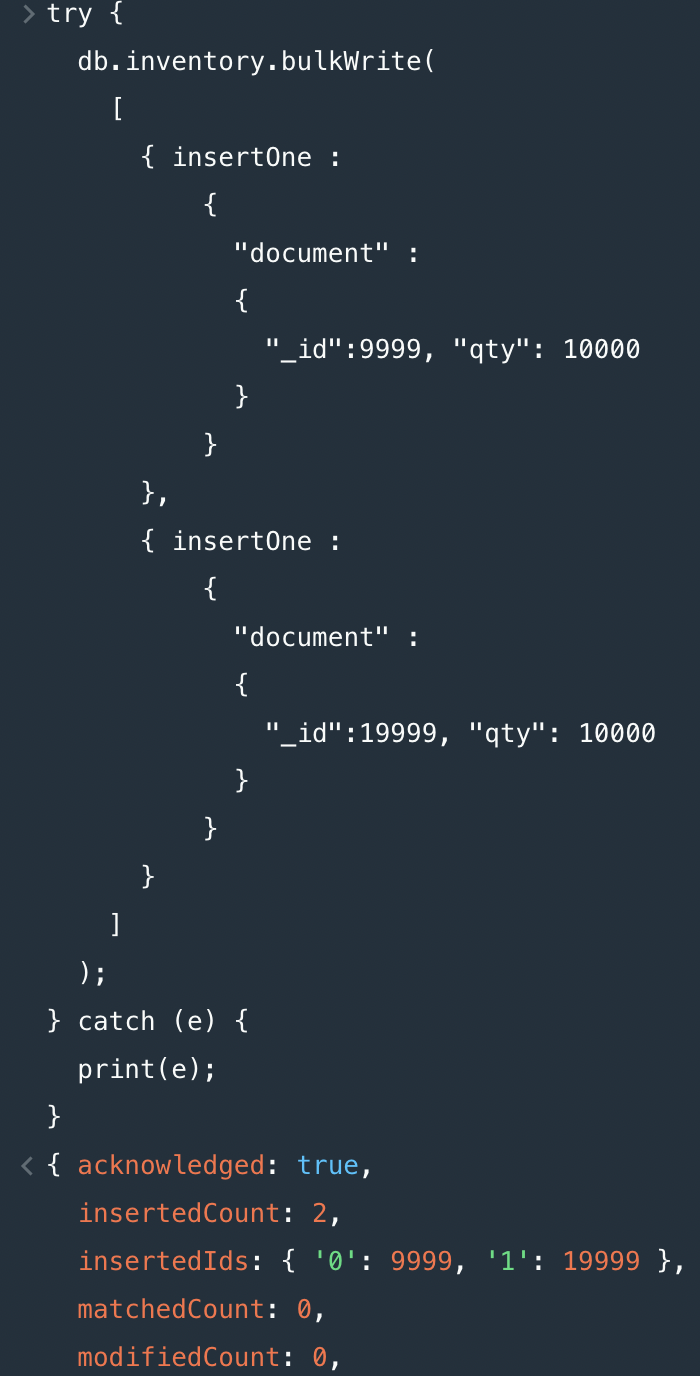 > try {
db.inventory.bulkWrite(
[
{ insertOne :
{
"document" :
{
"_id":9999, "qty": 10000
}
}
},
{ insertOne :
{
"document" :
{
"_id":19999, "qty": 10000
}
}
}
]
);
} catch (e) {
print(e);
}
< { acknowledged: true,
insertedCount: 2,
insertedIds: { '0': 9999, '1': 19999 },
matchedCount: 0,
modifiedCount: 0,